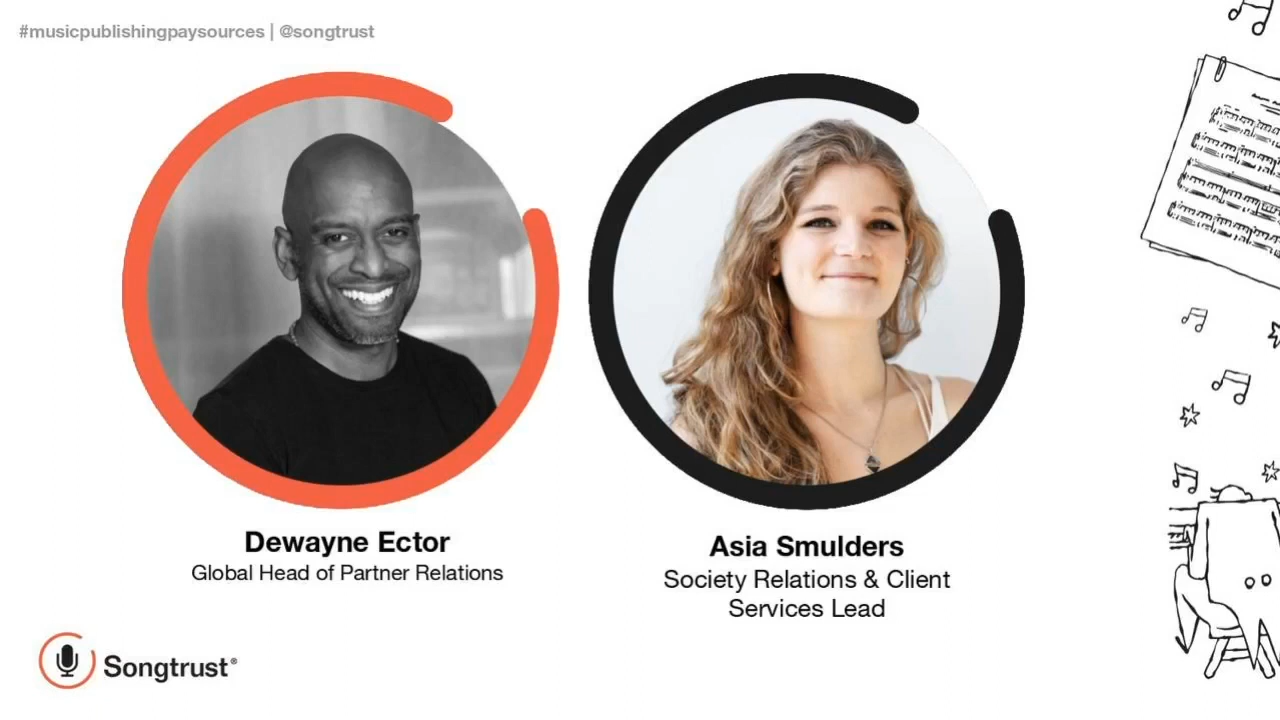 #musicpublishingpaysources | @songtrust
Dewayne Ector
Global Head of Partner Relations
Asia Smulders
Society Relations & Client
Services Lead
Songtrust®